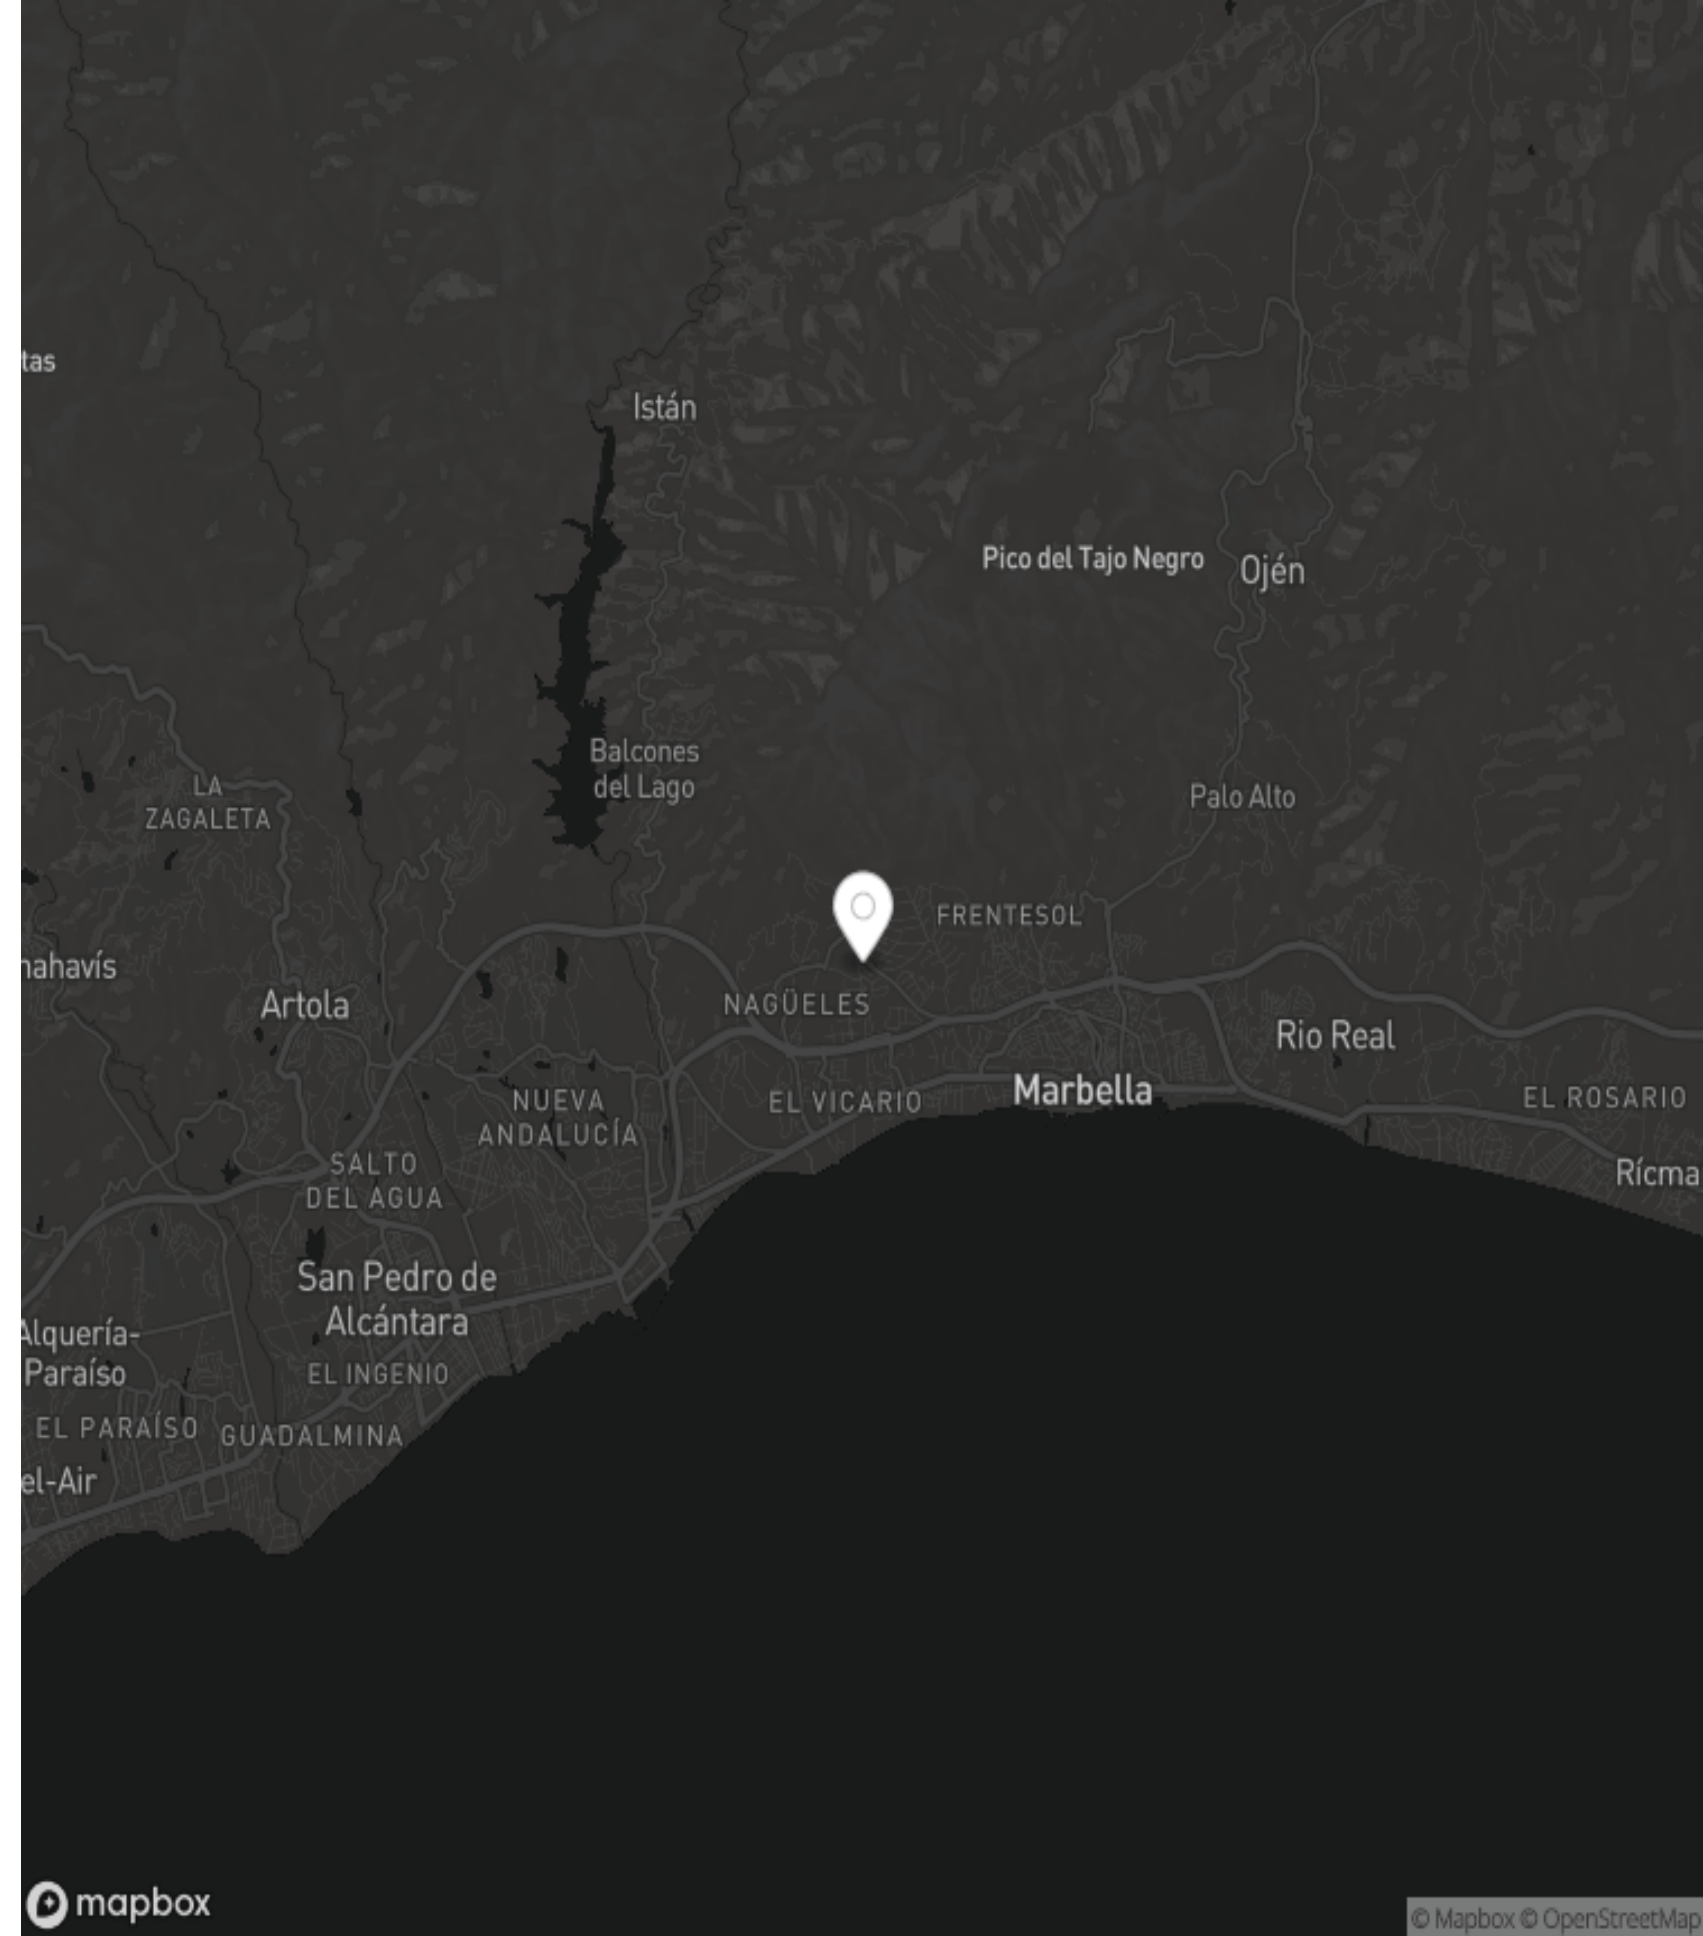 tas
Istán
Pico del Tajo Negro
Ojén
Balcones
del Lago
LA
ZAGALETA
Palo Alto
FRENTESOL
nahavís
Artola
NAGÜELES
Rio Real
Marbella
NUEVA
ANDALUCÍA
EL VICARIO
EL ROSARIO
SALTO
DEL AGUA
Rícma
San Pedro de
Alcántara
Alquería-
Paraíso
EL INGENIO
EL PARAÍSO
GUADALMINA
el-Air
mapbox
© Mapbox © OpenStreetMap